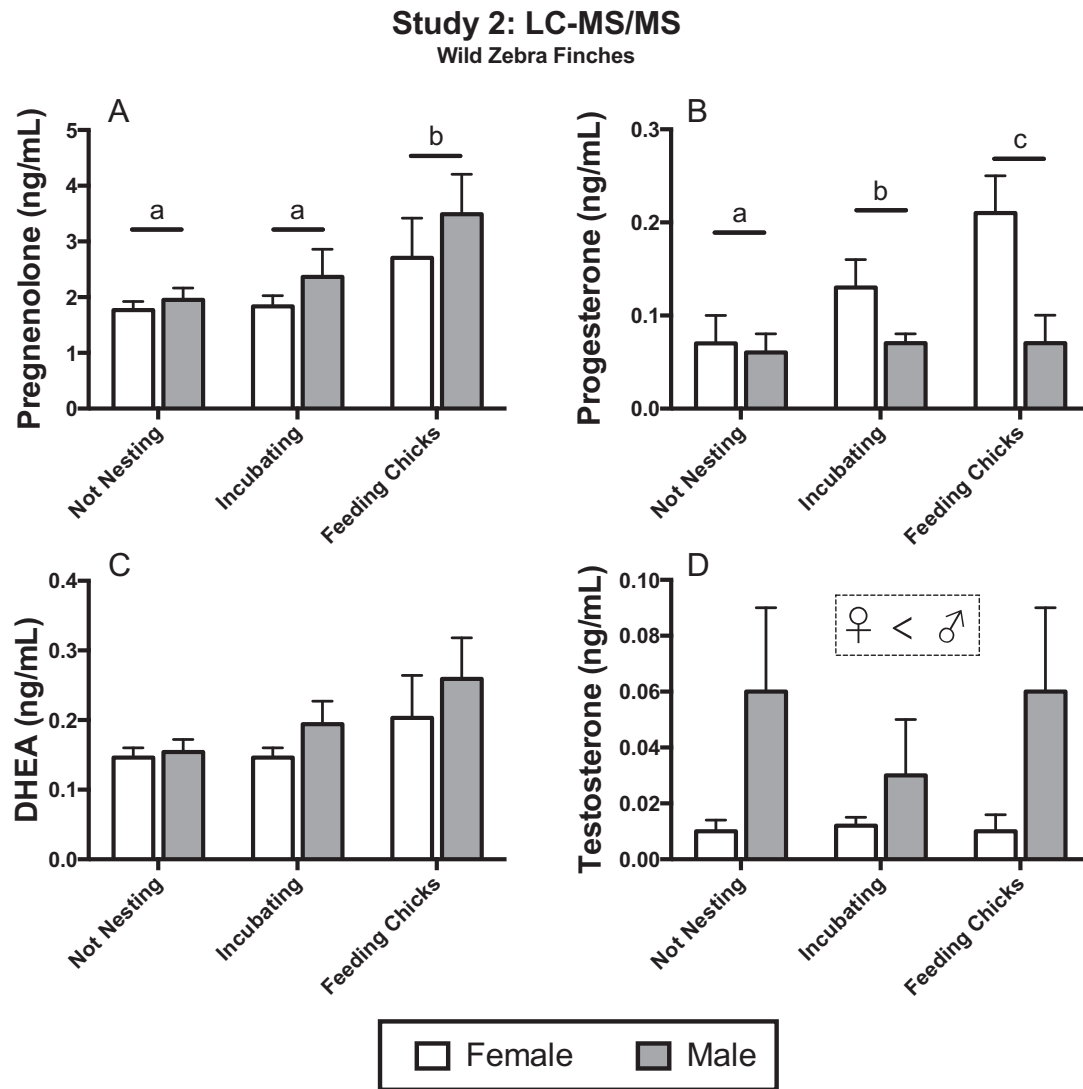 Study 2: LC-MS/MS
Wild Zebra Finches
A
Pregnenolone (ng/mL)
5
4
3
2
1
0
a
a
b
Not Nesting
Incubating
Feeding Chicks
B
Progesterone (ng/mL)
0.3
0.2
0.1
0.0
a
b
c
Not Nesting
Incubating
Feeding Chicks
C
DHEA (ng/mL)
0.4
0.3
0.2
0.1
0.0
Not Nesting
Incubating
Feeding Chicks
D
Testosterone (ng/mL)
0.10
0.08
0.06
0.04
0.02
0.00
♀ < ♂
Not Nesting
Incubating
Feeding Chicks
Female Male